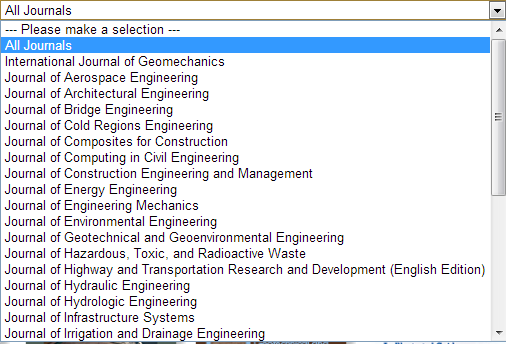 All Journals
--- Please make a selection ---
All Journals
International Journal of Geomechanics
Journal of Aerospace Engineering
Journal of Architectural Engineering
Journal of Bridge Engineering
Journal of Cold Regions Engineering
Journal of Composites for Construction
Journal of Computing in Civil Engineering
Journal of Construction Engineering and Management
Journal of Energy Engineering
Journal of Engineering Mechanics
Journal of Environmental Engineering
Journal of Geotechnical and Geoenvironmental Engineering
Journal of Hazardous, Toxic, and Radioactive Waste
Journal of Highway and Transportation Research and Development (English Edition)
Journal of Hydraulic Engineering
Journal of Hydrologic Engineering
Journal of Infrastructure Systems
Journal of Irrigation and Drainage Engineering